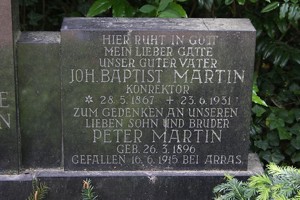 HIER RUHT IN GOTT
MEIN LIEBER GATTE
UNSER GUTER VATER
JOH. BAPTIST MARTIN
KONREKTOR
* 28.5.1867 + 23.6.1931
ZUM GEDENKEN AN UNSEREN
LIEBEN SOHN UND BRUDER
PETER MARTIN
GEB. 26.3.1896
GEFALLEN 16.6.1915 BEI ARRAS.